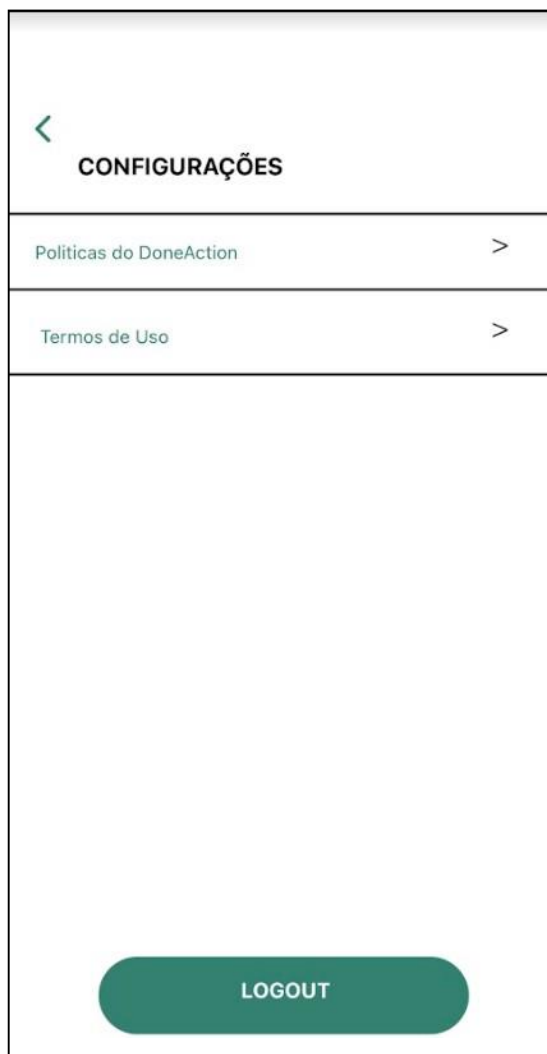 CONFIGURAÇÕES
Politicas do DoneAction >
Termos de Uso >
LOGOUT